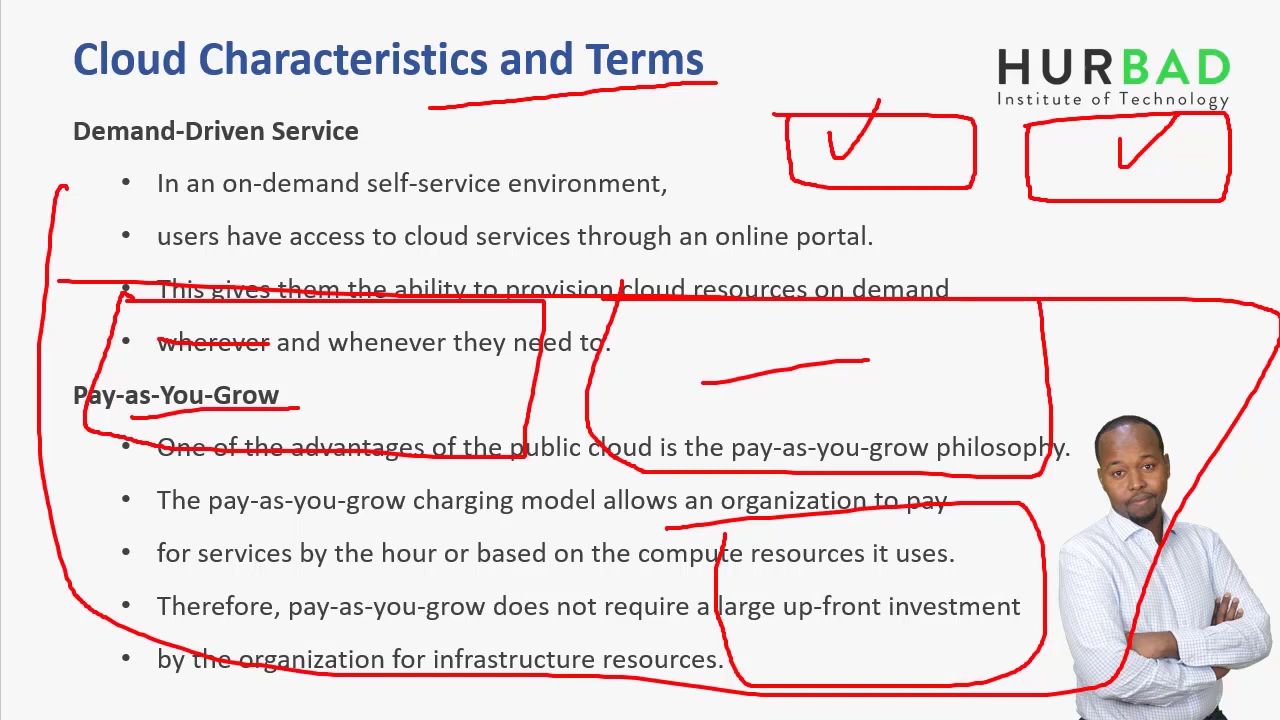 Cloud Characteristics and Terms
HURBAD
Institute of Technology
Demand-Driven Service
• In an on-demand self-service environment,
• users have access to cloud services through an online portal.
• This gives them the ability to provision cloud resources on demand
• wherever and whenever they need to.
Pay-as-You-Grow
• One of the advantages of the public cloud is the pay-as-you-grow philosophy.
• The pay-as-you-grow charging model allows an organization to pay
• for services by the hour or based on the compute resources it uses.
• Therefore, pay-as-you-grow does not require a large up-front investment
• by the organization for infrastructure resources.